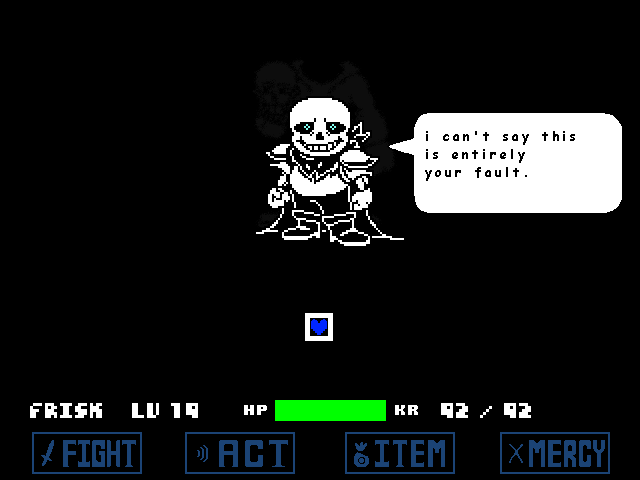 i can't say this
is entirely
your fault.
FRISK LV 19 HP KR 92 / 92
FIGHT ACT ITEM MERCY